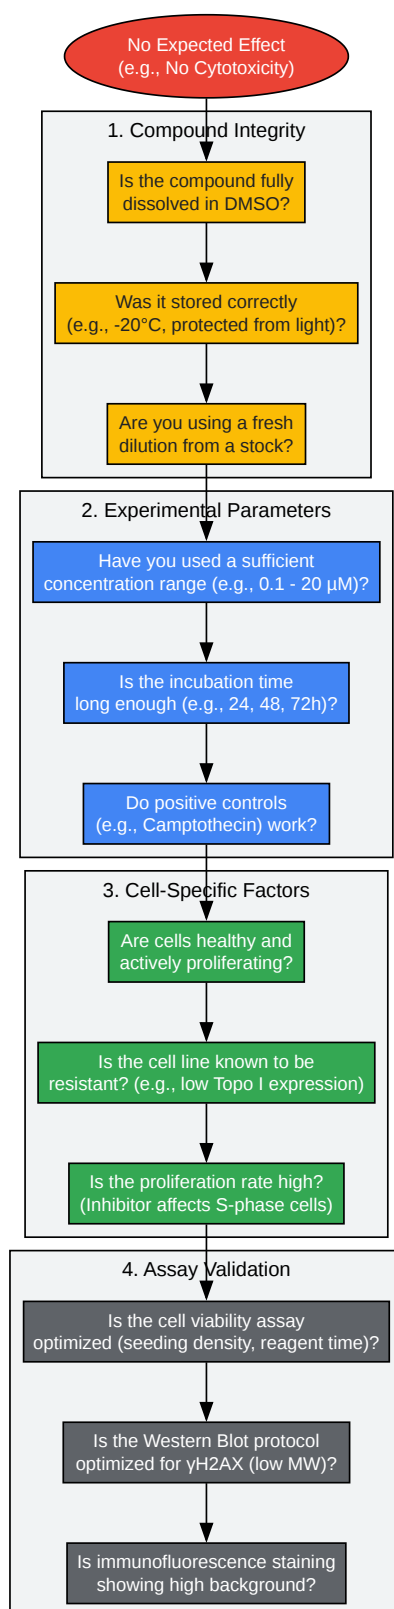 No Expected Effect
(e.g., No Cytotoxicity)
1. Compound Integrity
Is the compound fully
dissolved in DMSO?
Was it stored correctly
(e.g., -20°C, protected from light)?
Are you using a fresh
dilution from a stock?
2. Experimental Parameters
Have you used a sufficient
concentration range (e.g., 0.1 - 20 µM)?
Is the incubation time
long enough (e.g., 24, 48, 72h)?
Do positive controls
(e.g., Camptothecin) work?
3. Cell-Specific Factors
Are cells healthy and
actively proliferating?
Is the cell line known to be
resistant? (e.g., low Topo I expression)
Is the proliferation rate high?
(Inhibitor affects S-phase cells)
4. Assay Validation
Is the cell viability assay
optimized (seeding density, reagent time)?
Is the Western Blot protocol
optimized for γH2AX (low MW)?
Is immunofluorescence staining
showing high background?